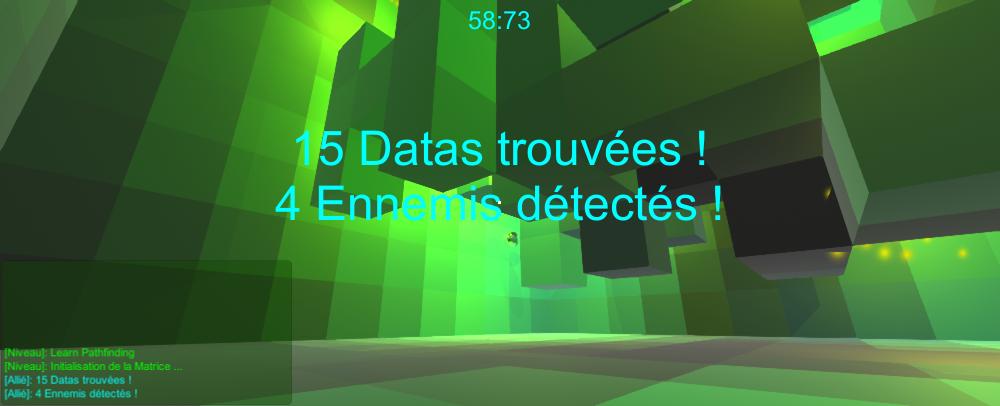 58:73
15 Datas trouvées !
4 Ennemis détectés !
[Niveau]: Learn Pathfinding
[Niveau]: Initialisation de la Matrice ...
[Allié]: 15 Datas trouvées !
[Allié]: 4 Ennemis détectés !